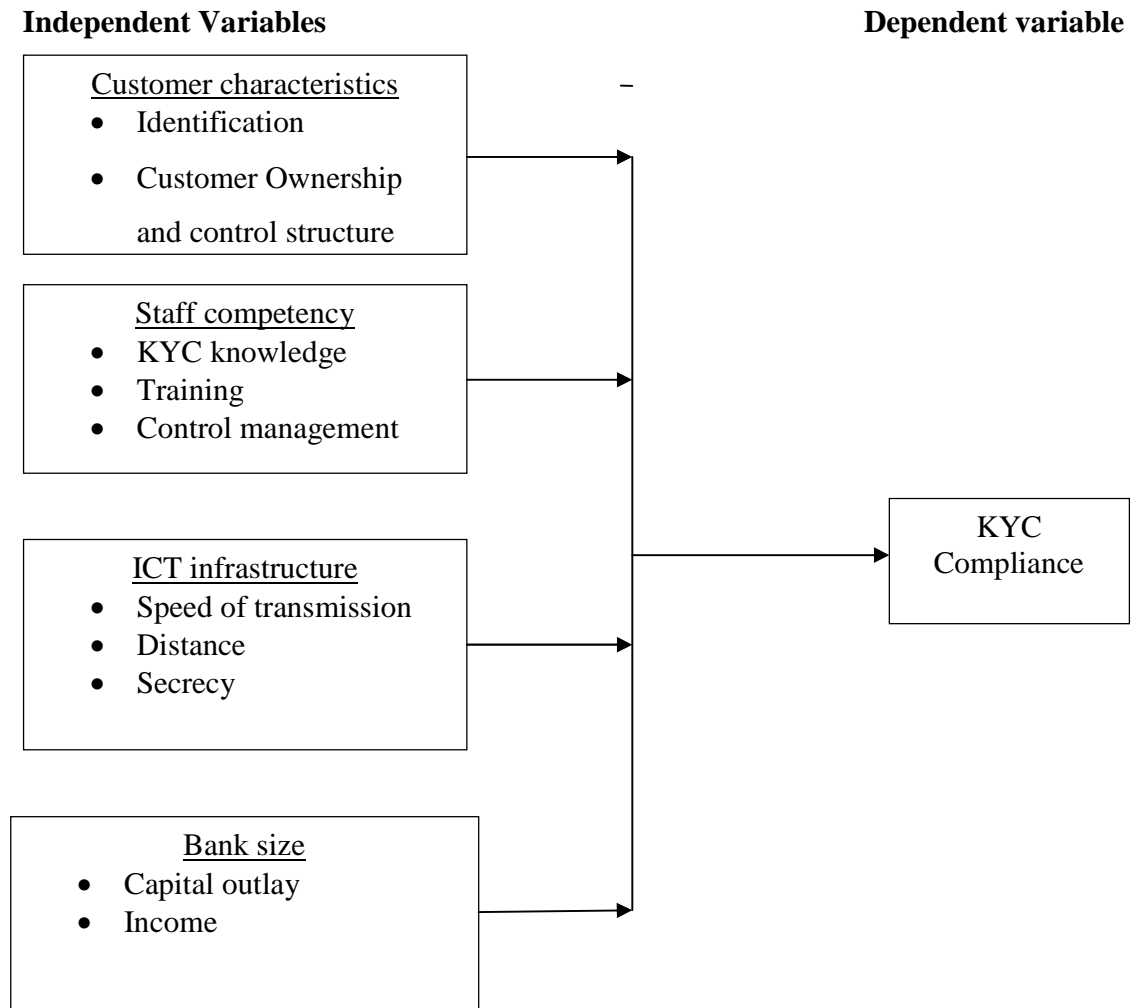 Independent Variables
Dependent variable
Customer characteristics
• Identification
• Customer Ownership
and control structure
Staff competency
• KYC knowledge
• Training
• Control management
ICT infrastructure
• Speed of transmission
• Distance
• Secrecy
KYC
Compliance
Bank size
• Capital outlay
• Income